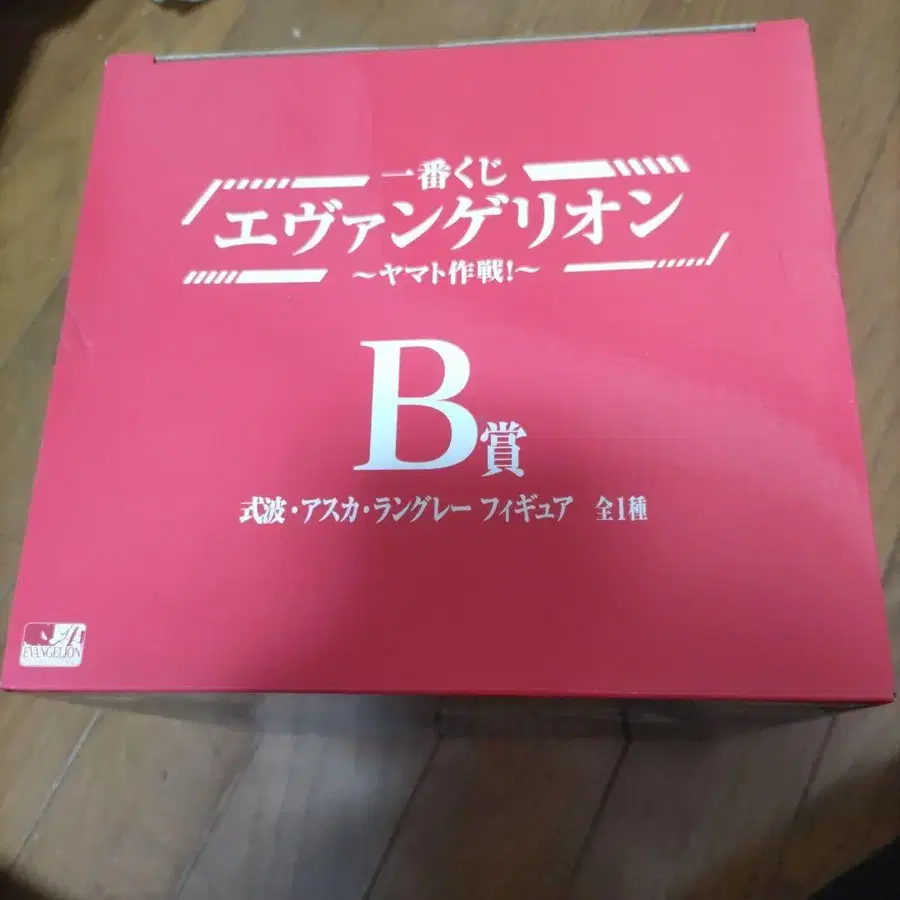 一番くじ
エヴァンゲリオン
~ヤマト作戦!~
B賞
式波・アスカ・ラングレー フィギュア 全1種
EVANGELION